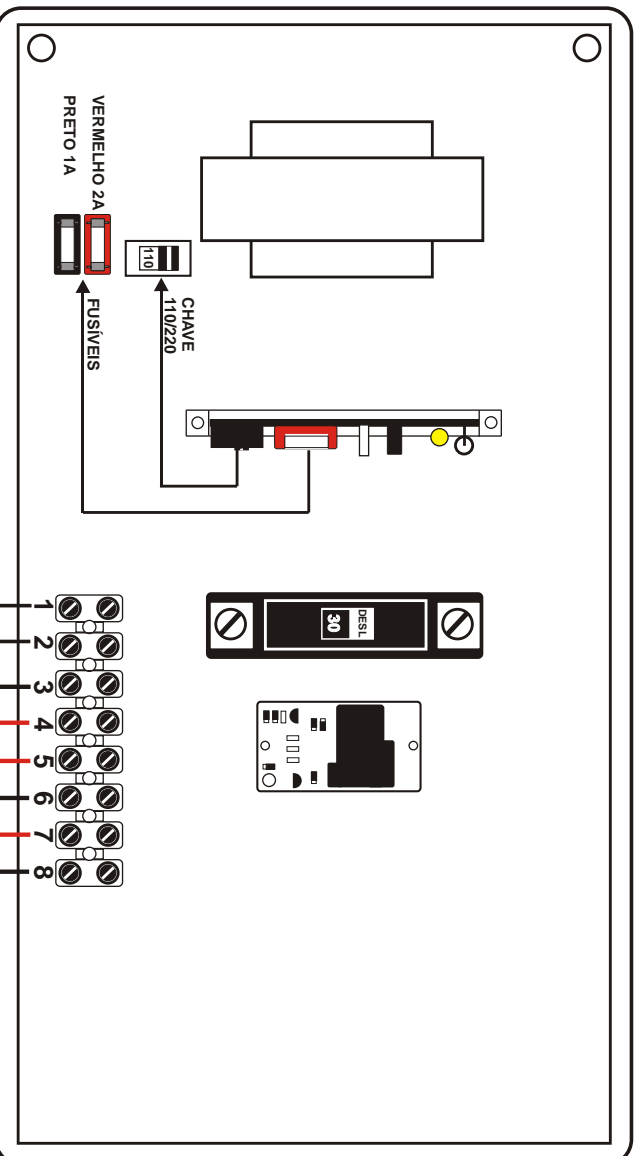 VERMELHO 2A
PRETO 1A
110
CHAVE
110/220
FUSÍVEIS
DESL
30
1
2
3
4
5
6
7
8